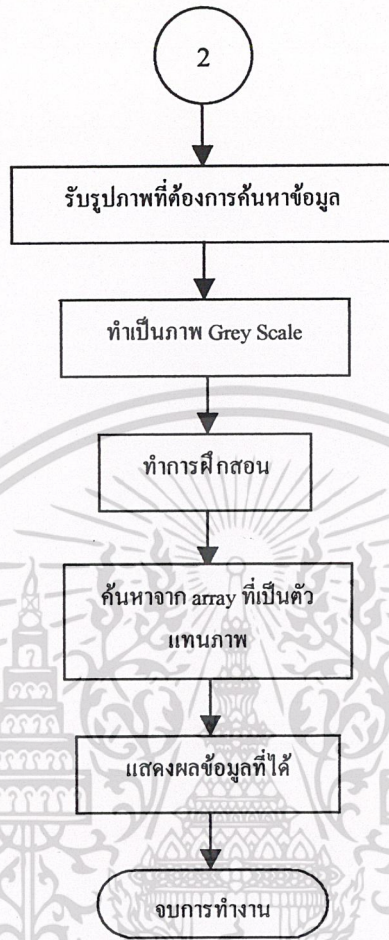 2
รับรูปภาพที่ต้องการค้นหาข้อมูล
ทำเป็นภาพ Grey Scale
ทำการฝึกสอน
ค้นหาจาก array ที่เป็นตัว
แทนภาพ
แสดงผลข้อมูลที่ได้
จบการทำงาน